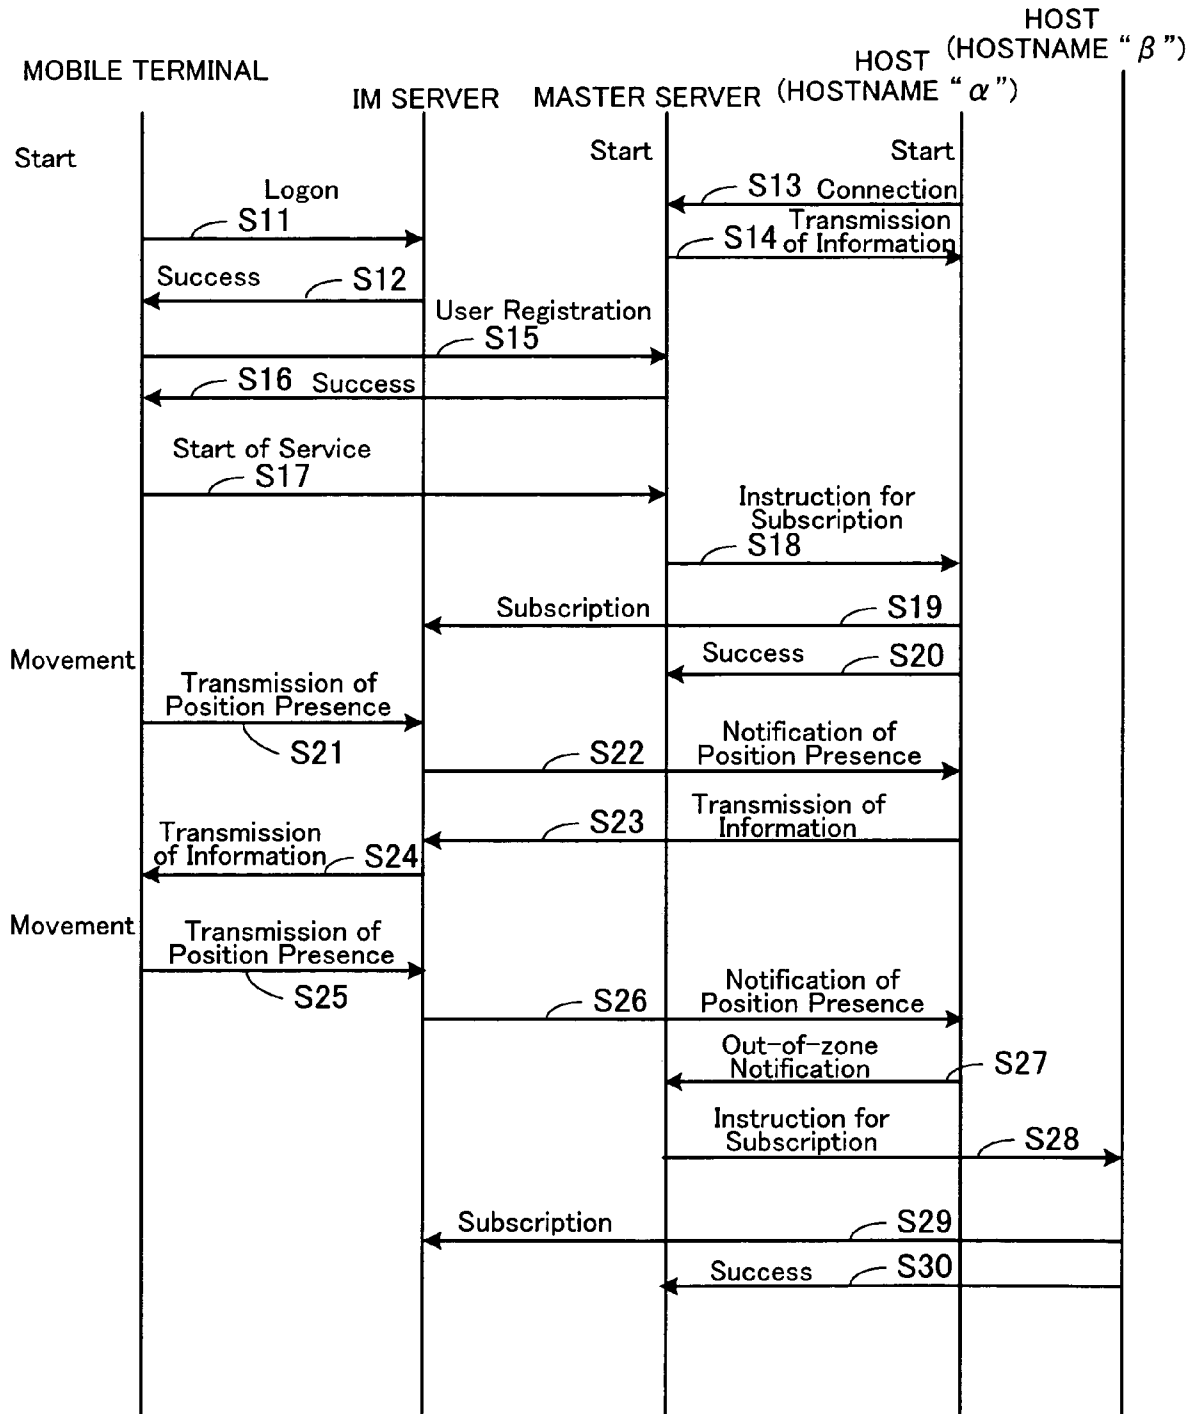 HOST
(HOSTNAME “ β ”)
HOST
(HOSTNAME “ α ”)
MOBILE TERMINAL
IM SERVER
MASTER SERVER
Start
Start
Start
S13 Connection
Logon
S11
Transmission
S14 of Information
Success
S12
User Registration
S15
S16 Success
Start of Service
S17
Instruction for
Subscription
S18
Subscription
S19
Movement
Success
S20
Transmission of
Position Presence
S21
Notification of
S22 Position Presence
Transmission of
S23 Information
Transmission
of Information S24
Movement
Transmission of
Position Presence
S25
Notification of
S26 Position Presence
Out-of-zone
Notification
S27
Instruction for
Subscription
S28
Subscription
S29
Success
S30